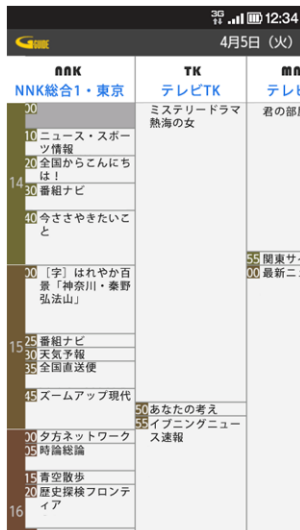 3G 12:34
G GUIDE 4月5日（火）
NNK TK
NNK総合1・東京 テレビTK テレ
00
10 ニュース・スポー
ツ情報
20 全国からこんにち
は！
30 番組ナビ
40 今ささやきたいこ
と
14
00 ［字］はれやか百
景「神奈川・秦野
弘法山」
15
25 番組ナビ
30 天気予報
35 全国直送便
45 ズームアップ現代
00 夕方ネットワーク
05 時論総論
15 青空散歩
20 歴史探検フロンテ
ィア
16
ミステリードラマ
熱海の女
50 あなたの考え
55 イブニングニュー
ス速報
君の部
55 関東サ
00 最新ニ